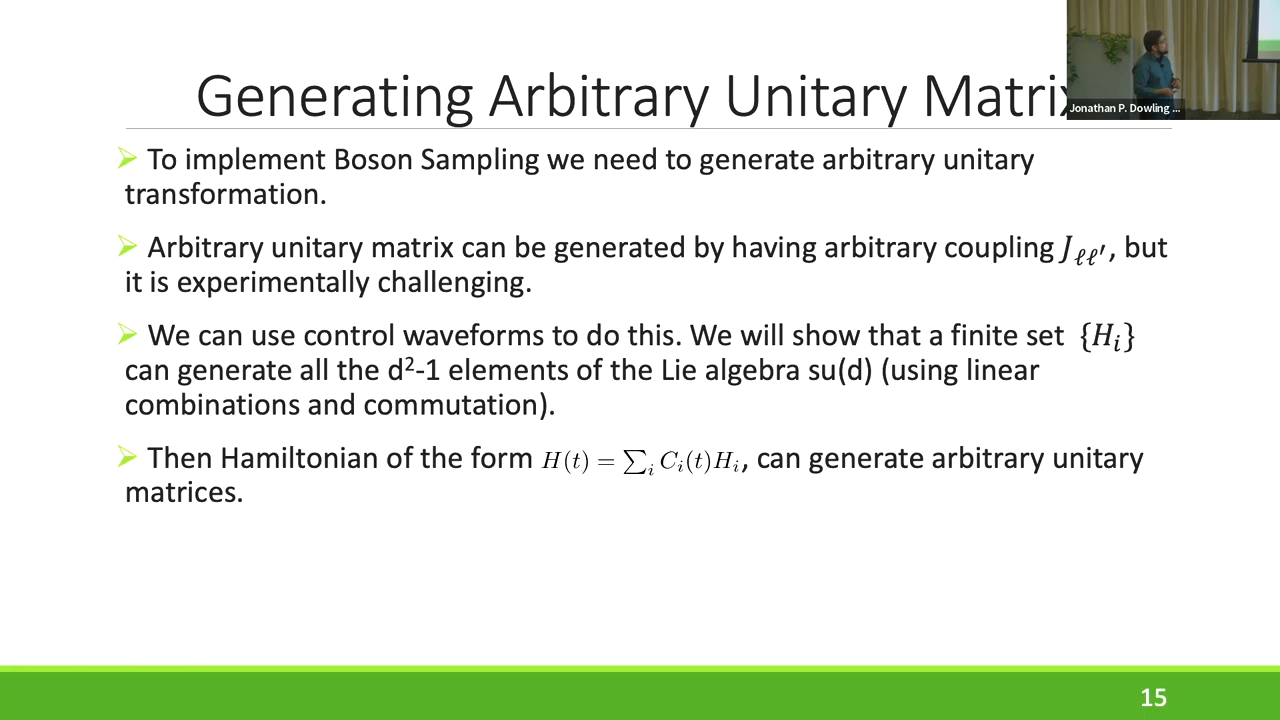 Generating Arbitrary Unitary Matrix
Jonathan P. Dowling ...
➢ To implement Boson Sampling we need to generate arbitrary unitary
transformation.
➢ Arbitrary unitary matrix can be generated by having arbitrary coupling J_{ℓℓ′}, but
it is experimentally challenging.
➢ We can use control waveforms to do this. We will show that a finite set {H_i}
can generate all the d²-1 elements of the Lie algebra su(d) (using linear
combinations and commutation).
➢ Then Hamiltonian of the form H(t) = ∑_i C_i(t)H_i, can generate arbitrary unitary
matrices.
15